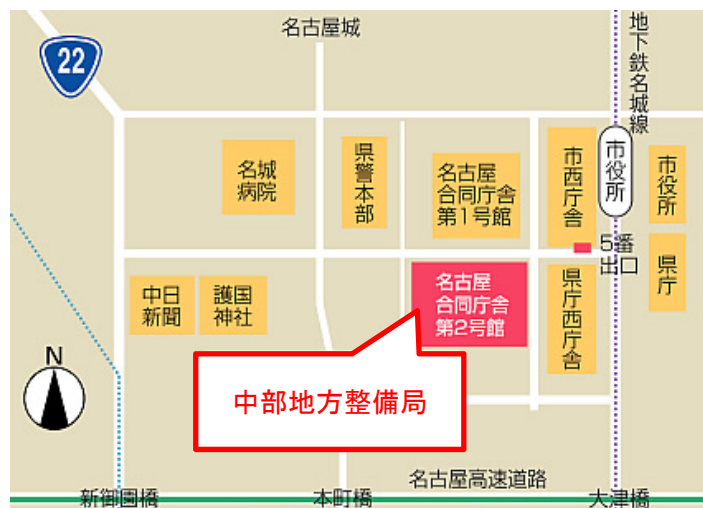 名古屋城
22
地下鉄名城線
名城
病院
県警本部
名古屋
合同庁舎
第1号館
市西庁舎
市役所
市役所
5番
出口
中日
新聞
護国
神社
名古屋
合同庁舎
第2号館
県庁西庁舎
県庁
N
中部地方整備局
名古屋高速道路
新御園橋
本町橋
大津橋